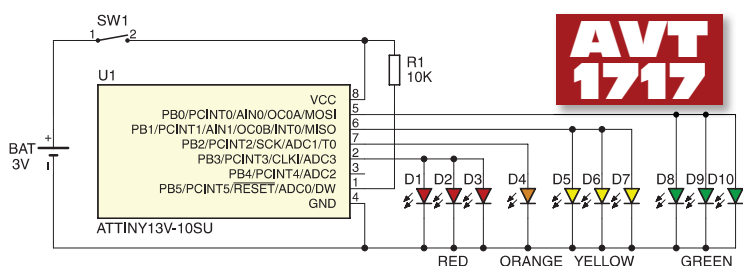 SW1
1 2
AVT
1717
U1
R1
10K
VCC
8
PB0/PCINT0/AIN0/OC0A/MOSI
5
PB1/PCINT1/AIN1/OC0B/INT0/MISO
6
PB2/PCINT2/SCK/ADC1/T0
7
PB3/PCINT3/CLKI/ADC3
2
PB4/PCINT4/ADC2
3
PB5/PCINT5/RESET/ADC0/DW
1
GND
4
BAT
3V
+
D1 D2 D3 D4 D5 D6 D7 D8 D9 D10
ATTINY13V-10SU
RED ORANGE YELLOW GREEN